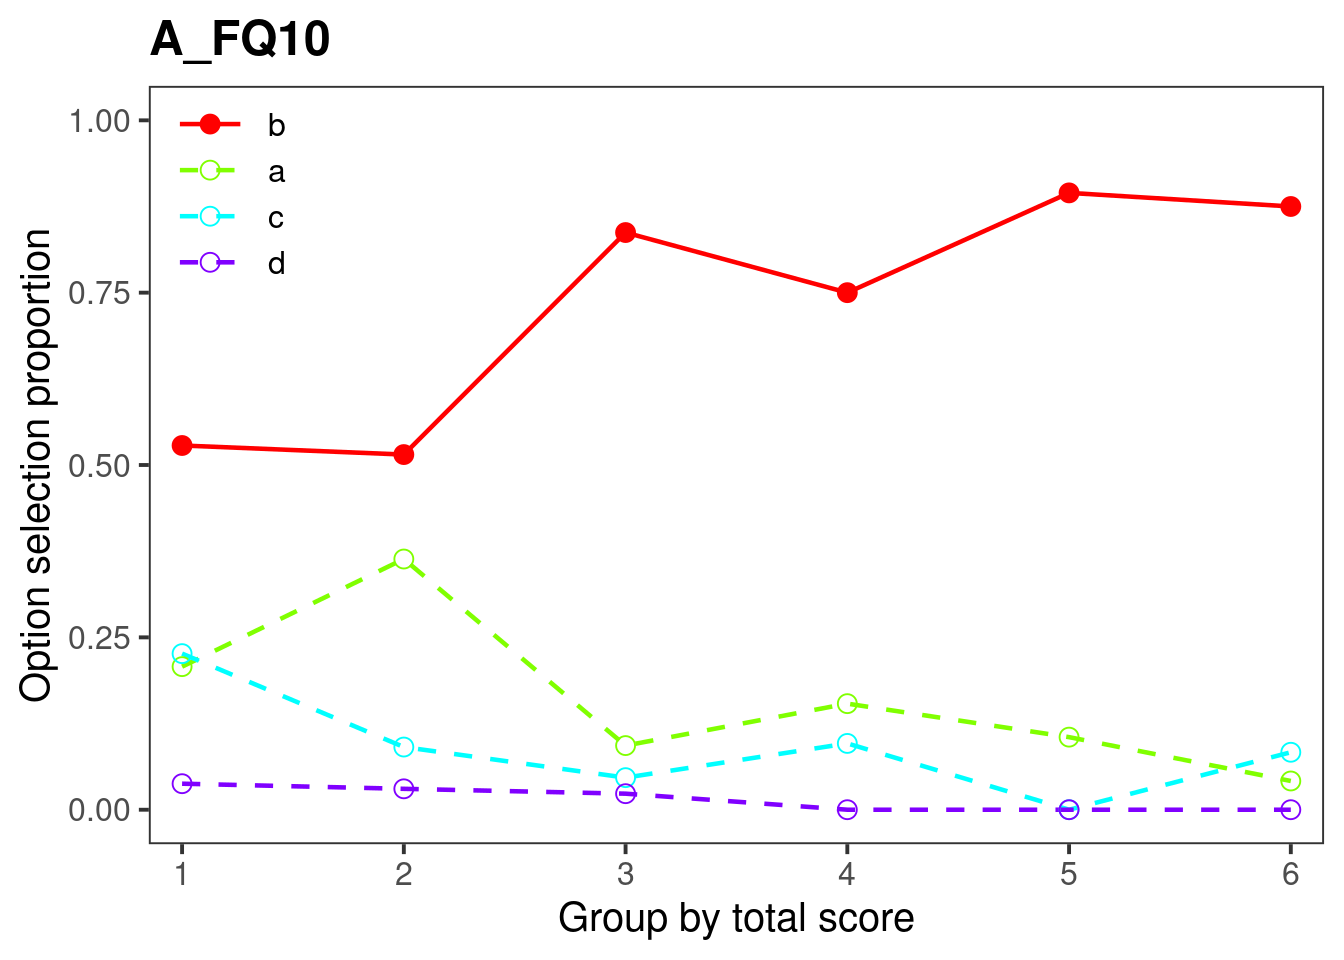 A_FQ10
1.00
0.75
0.50
0.25
0.00
b
a
c
d
Option selection proportion
1 2 3 4 5 6
Group by total score